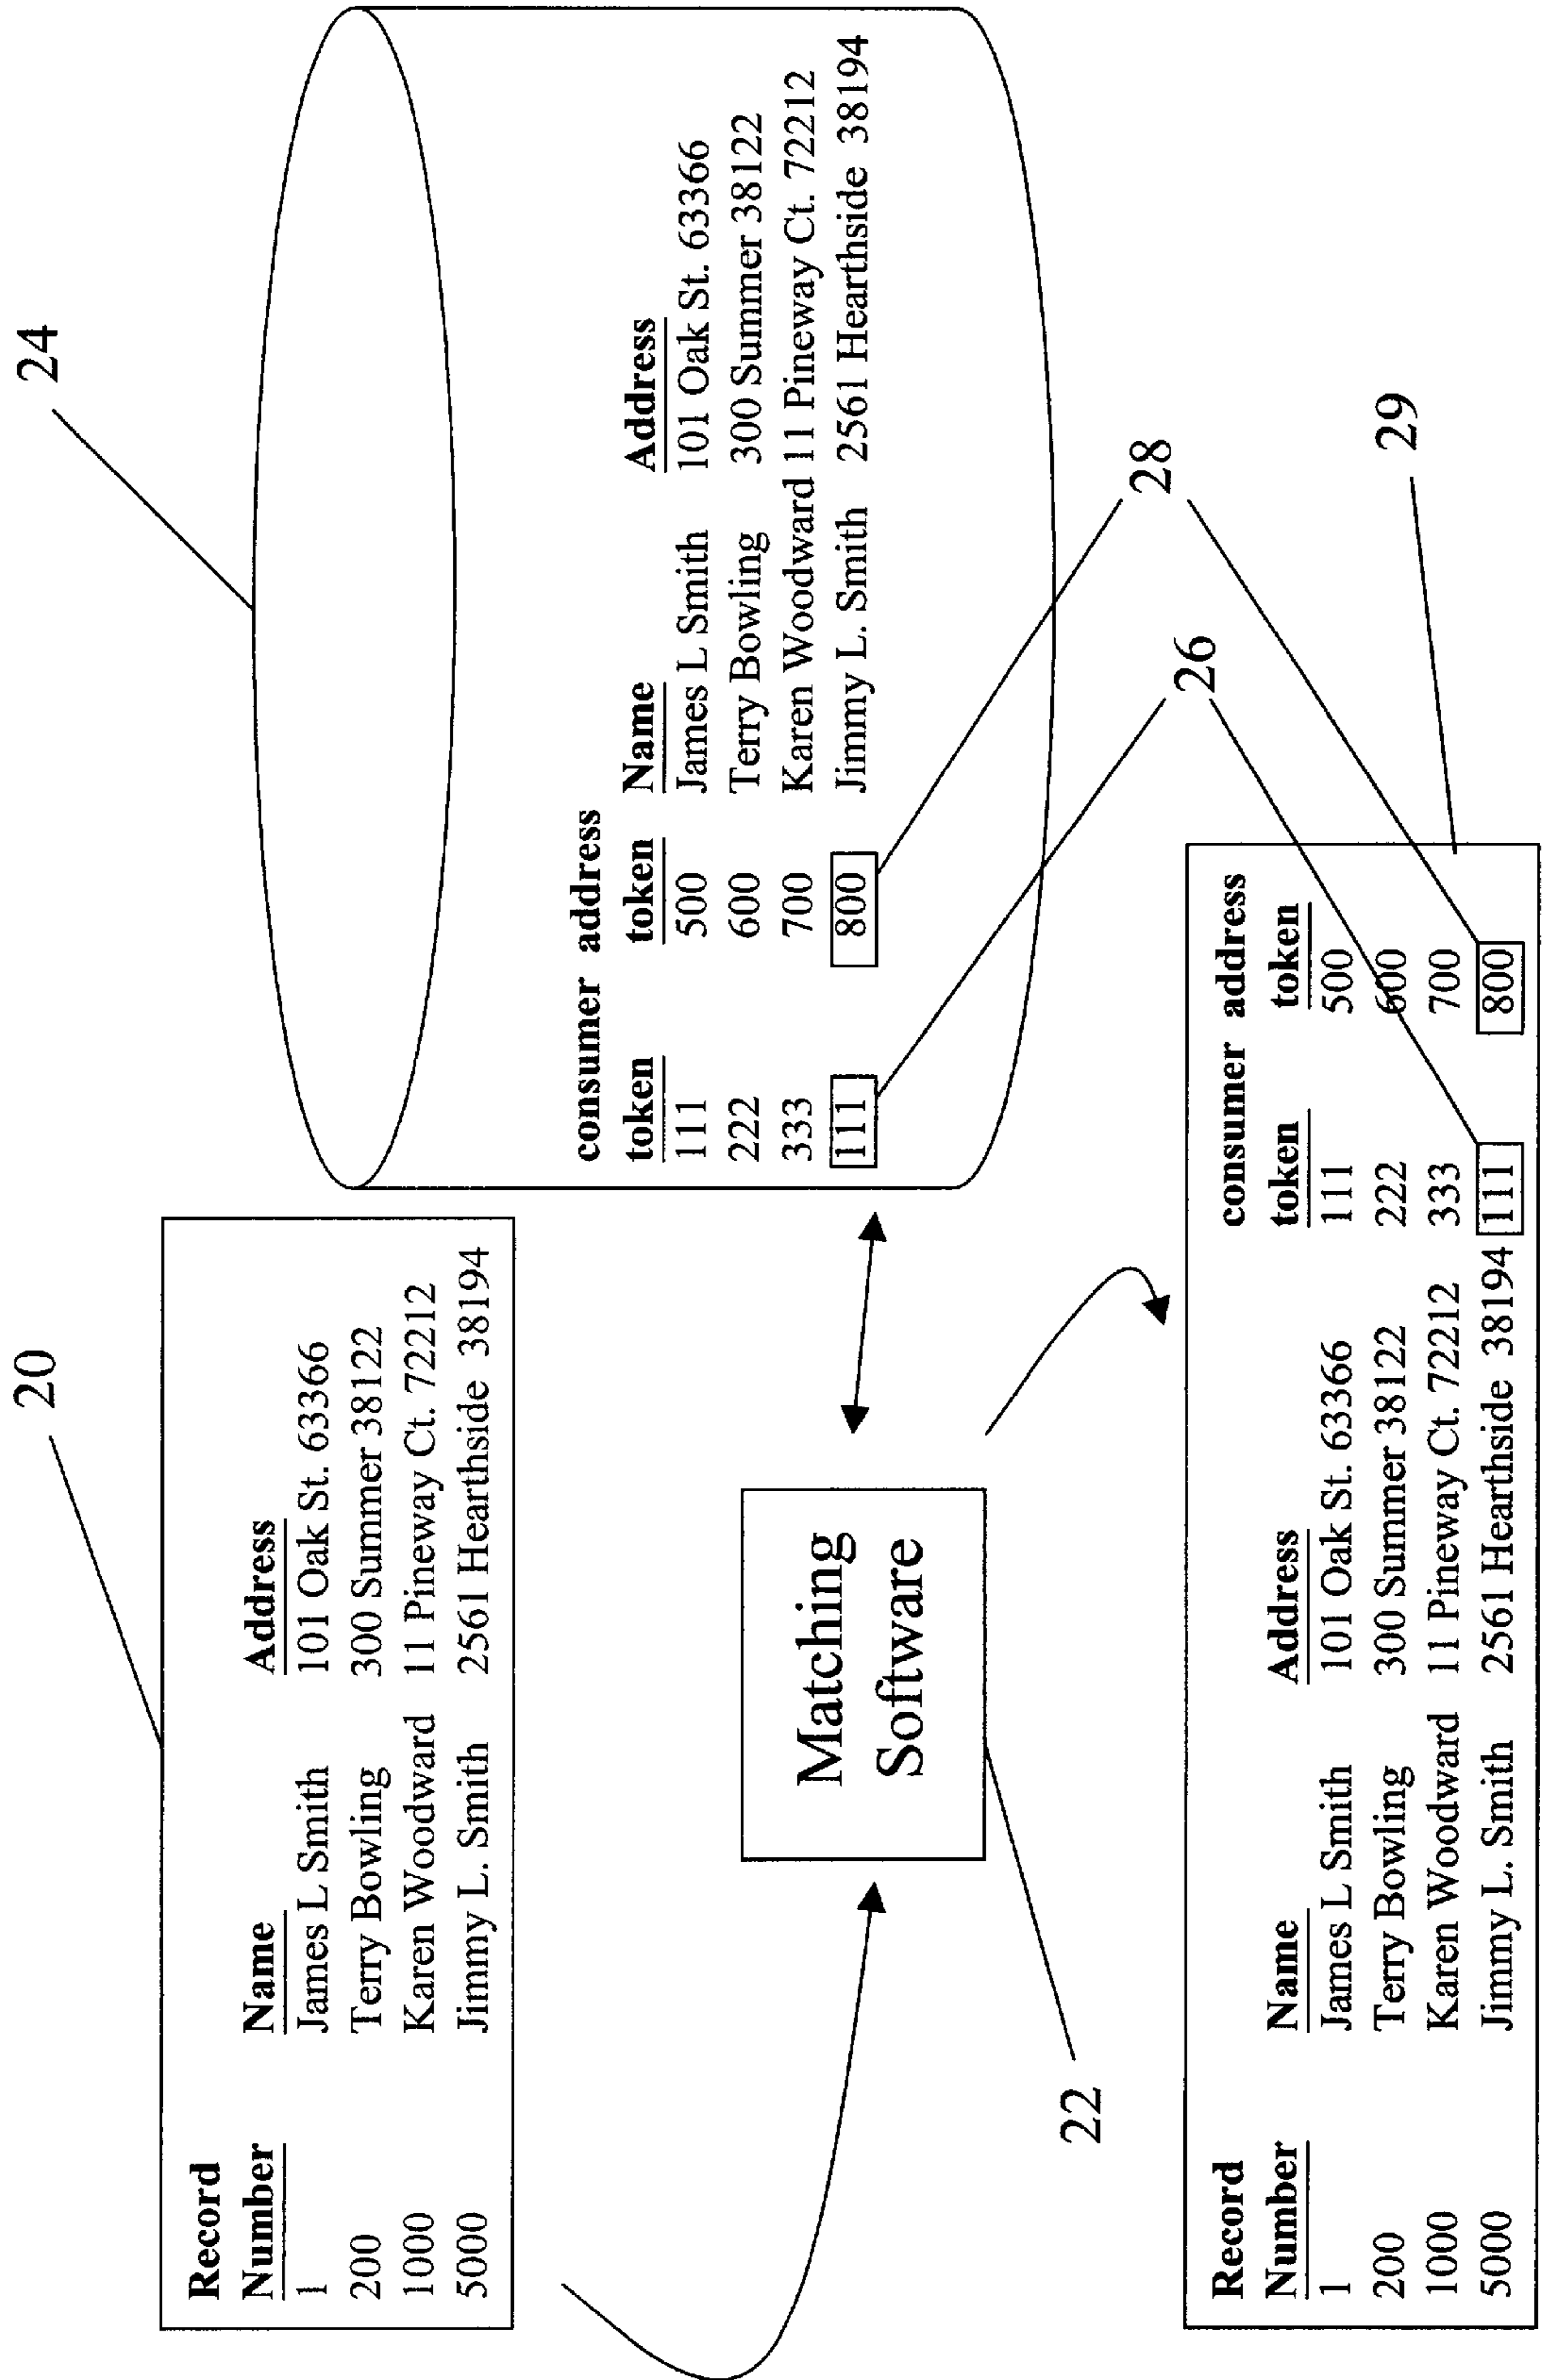 20
24
Record
Number Name Address
1 James L Smith 101 Oak St. 63366
200 Terry Bowling 300 Summer 38122
1000 Karen Woodward 11 Pineway Ct. 72212
5000 Jimmy L. Smith 2561 Hearthside 38194
consumer address
token token Name Address
111 500 James L Smith 101 Oak St. 63366
222 600 Terry Bowling 300 Summer 38122
333 700 Karen Woodward 11 Pineway Ct. 72212
111 800 Jimmy L. Smith 2561 Hearthside 38194
Matching
Software
22
26
28
29
Record consumer address
Number Name Address token token
1 James L Smith 101 Oak St. 63366 111 500
200 Terry Bowling 300 Summer 38122 222 600
1000 Karen Woodward 11 Pineway Ct. 72212 333 700
5000 Jimmy L. Smith 2561 Hearthside 38194 111 800